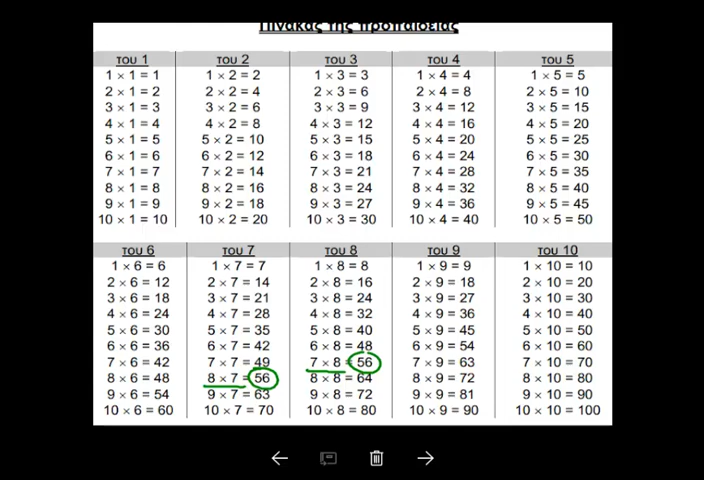 Πίνακας της προπαίδειας
του 1 του 2 του 3 του 4 του 5
1 × 1 = 1 1 × 2 = 2 1 × 3 = 3 1 × 4 = 4 1 × 5 = 5
2 × 1 = 2 2 × 2 = 4 2 × 3 = 6 2 × 4 = 8 2 × 5 = 10
3 × 1 = 3 3 × 2 = 6 3 × 3 = 9 3 × 4 = 12 3 × 5 = 15
4 × 1 = 4 4 × 2 = 8 4 × 3 = 12 4 × 4 = 16 4 × 5 = 20
5 × 1 = 5 5 × 2 = 10 5 × 3 = 15 5 × 4 = 20 5 × 5 = 25
6 × 1 = 6 6 × 2 = 12 6 × 3 = 18 6 × 4 = 24 6 × 5 = 30
7 × 1 = 7 7 × 2 = 14 7 × 3 = 21 7 × 4 = 28 7 × 5 = 35
8 × 1 = 8 8 × 2 = 16 8 × 3 = 24 8 × 4 = 32 8 × 5 = 40
9 × 1 = 9 9 × 2 = 18 9 × 3 = 27 9 × 4 = 36 9 × 5 = 45
10 × 1 = 10 10 × 2 = 20 10 × 3 = 30 10 × 4 = 40 10 × 5 = 50
του 6 του 7 του 8 του 9 του 10
1 × 6 = 6 1 × 7 = 7 1 × 8 = 8 1 × 9 = 9 1 × 10 = 10
2 × 6 = 12 2 × 7 = 14 2 × 8 = 16 2 × 9 = 18 2 × 10 = 20
3 × 6 = 18 3 × 7 = 21 3 × 8 = 24 3 × 9 = 27 3 × 10 = 30
4 × 6 = 24 4 × 7 = 28 4 × 8 = 32 4 × 9 = 36 4 × 10 = 40
5 × 6 = 30 5 × 7 = 35 5 × 8 = 40 5 × 9 = 45 5 × 10 = 50
6 × 6 = 36 6 × 7 = 42 6 × 8 = 48 6 × 9 = 54 6 × 10 = 60
7 × 6 = 42 7 × 7 = 49 7 × 8 = 56 7 × 9 = 63 7 × 10 = 70
8 × 6 = 48 8 × 7 = 56 8 × 8 = 64 8 × 9 = 72 8 × 10 = 80
9 × 6 = 54 9 × 7 = 63 9 × 8 = 72 9 × 9 = 81 9 × 10 = 90
10 × 6 = 60 10 × 7 = 70 10 × 8 = 80 10 × 9 = 90 10 × 10 = 100